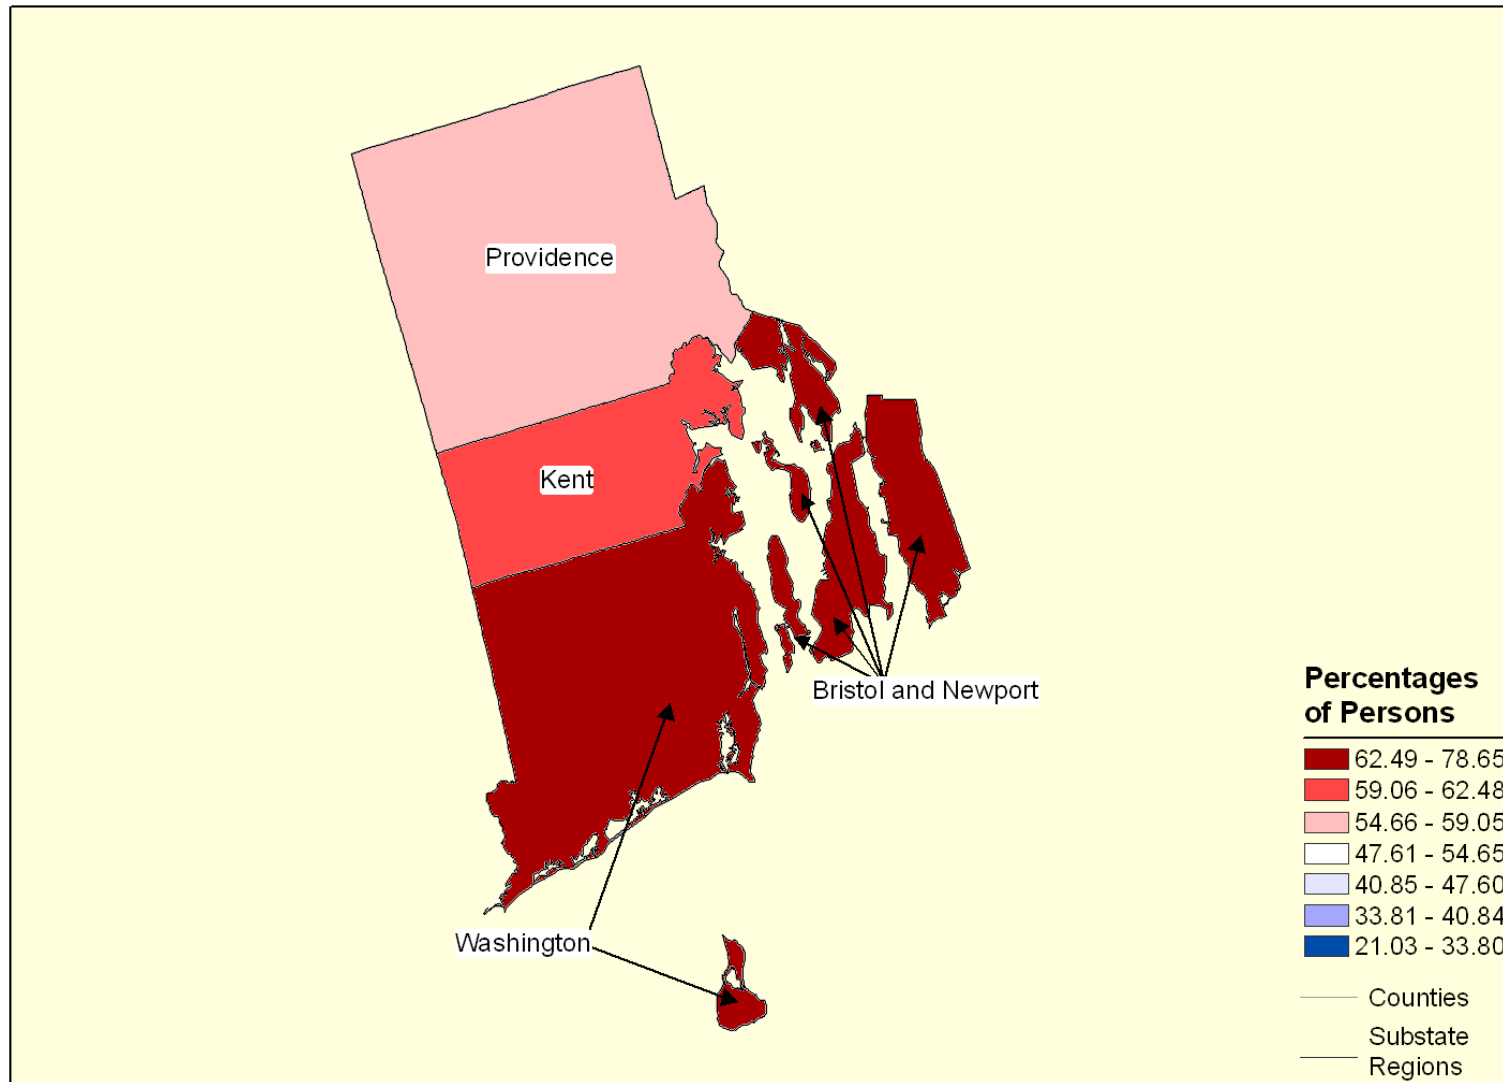 Providence
Kent
Bristol and Newport
Washington
Percentages
of Persons
62.49 - 78.65
59.06 - 62.48
54.66 - 59.05
47.61 - 54.65
40.85 - 47.60
33.81 - 40.84
21.03 - 33.80
Counties
Substate
Regions